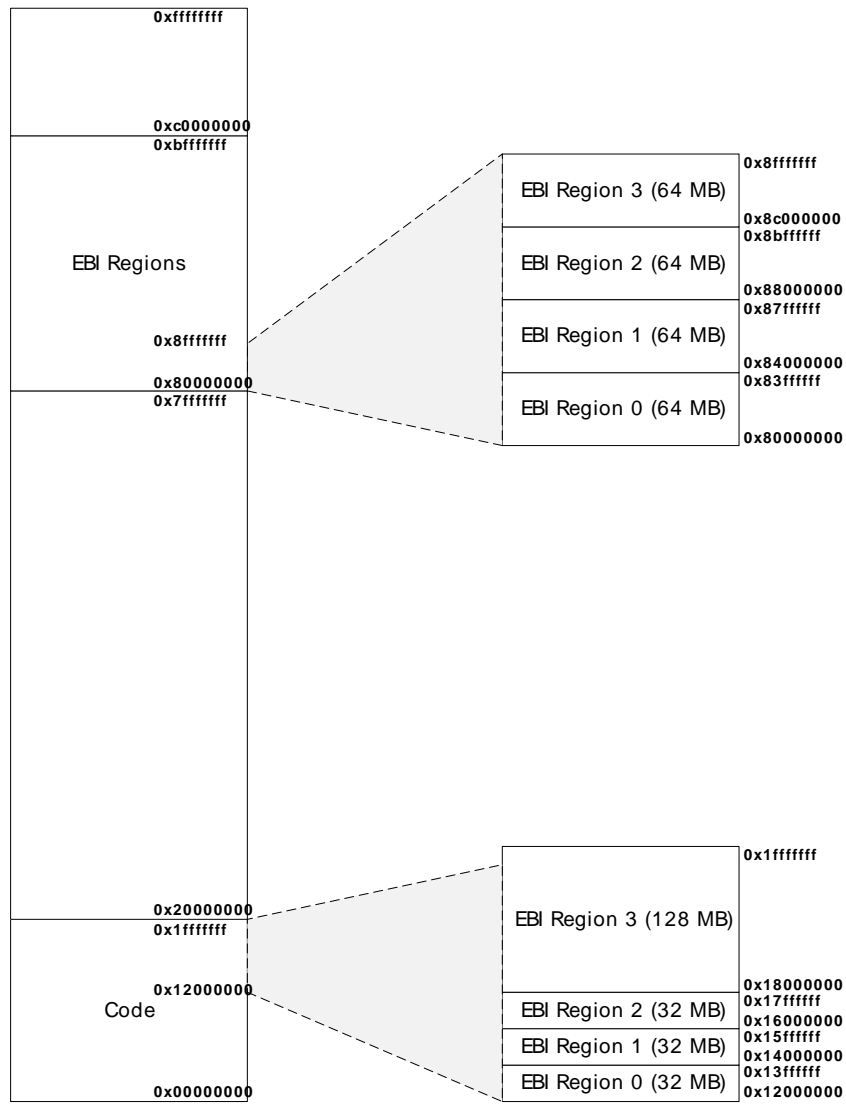 0xffffffff
0xc0000000
0xbfffffff
EBI Regions
0x8fffffff
0x80000000
0x7fffffff
0x20000000
0x1fffffff
0x12000000
Code
0x00000000
0x8fffffff
EBI Region 3 (64 MB)
0x8c000000
0x8bffffff
EBI Region 2 (64 MB)
0x88000000
0x87ffffff
EBI Region 1 (64 MB)
0x84000000
0x83ffffff
EBI Region 0 (64 MB)
0x80000000
0x1fffffff
EBI Region 3 (128 MB)
0x18000000
0x17ffffff
EBI Region 2 (32 MB)
0x16000000
0x15ffffff
EBI Region 1 (32 MB)
0x14000000
0x13ffffff
EBI Region 0 (32 MB)
0x12000000